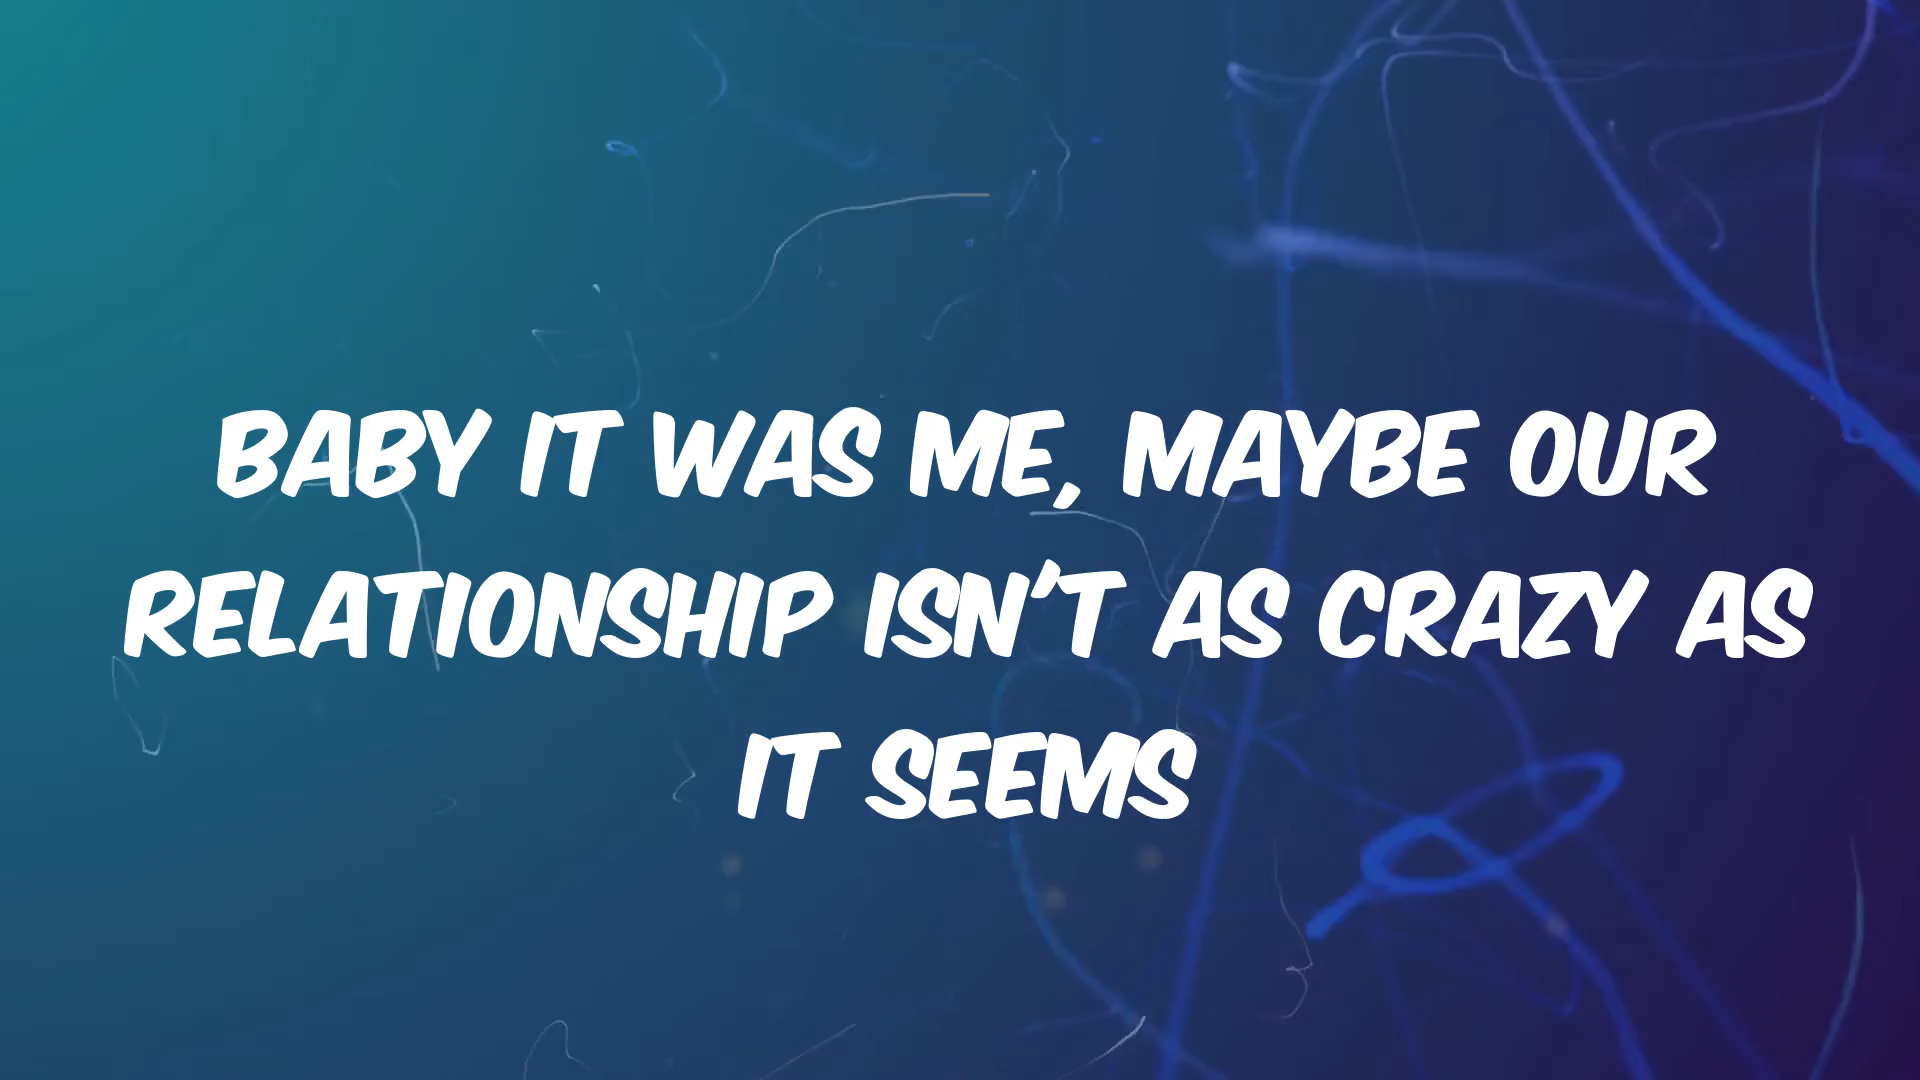 BABY IT WAS ME, MAYBE OUR
RELATIONSHIP ISN'T AS CRAZY AS
IT SEEMS